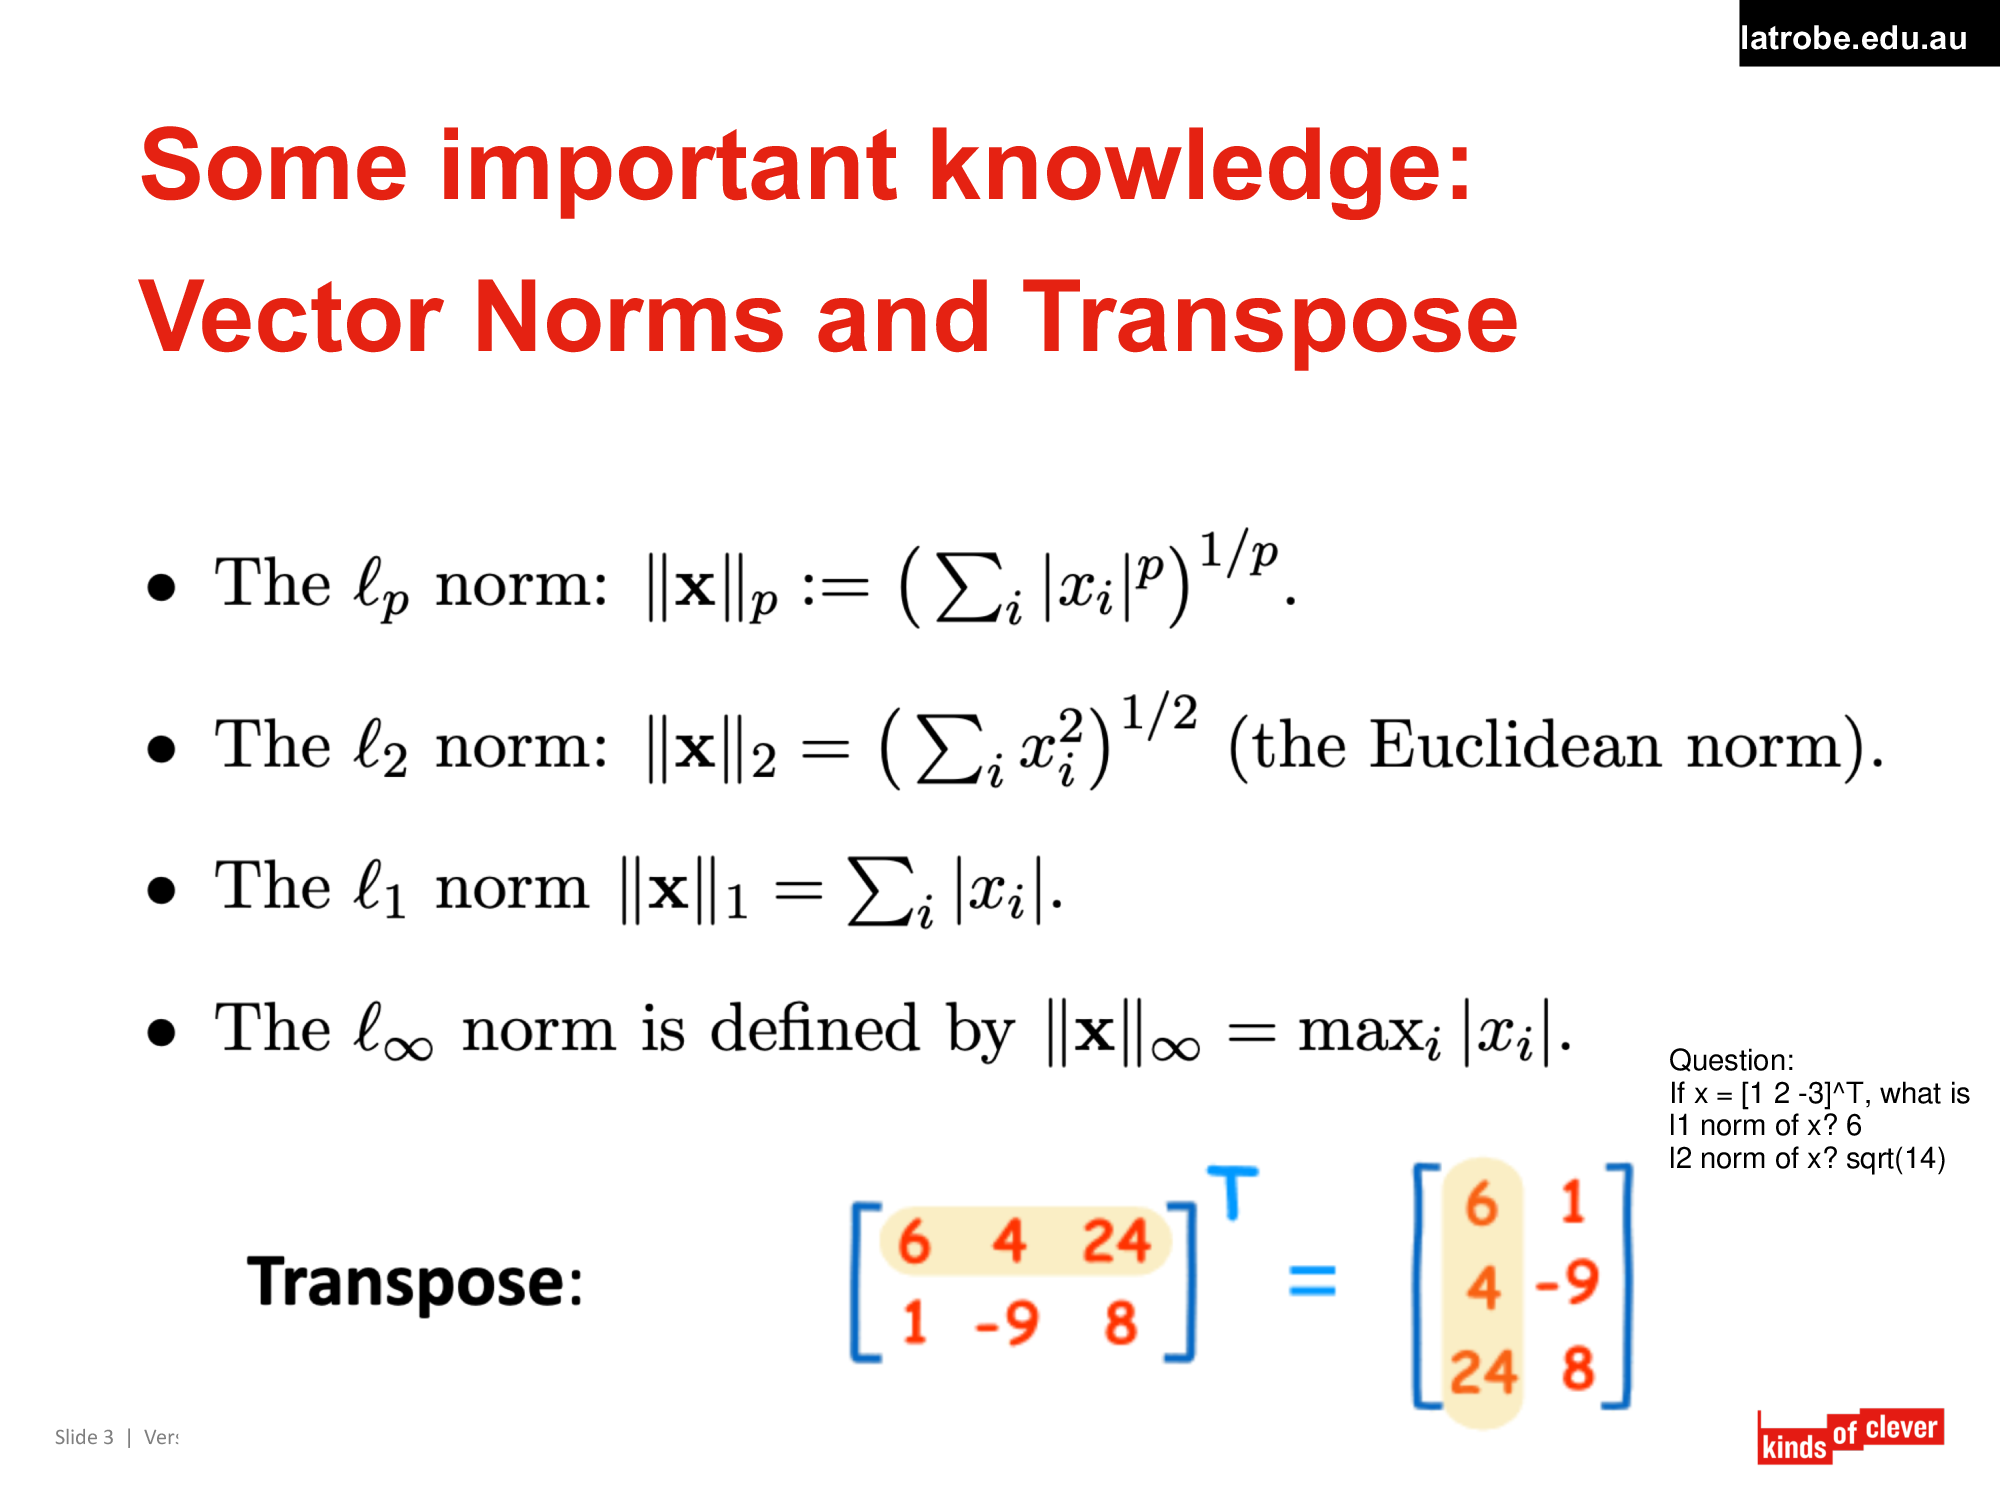 latrobe.edu.au
Some important knowledge:
Vector Norms and Transpose
• The ℓₚ norm: ‖𝐱‖ₚ := (∑ᵢ |xᵢ|ᵖ)^{1/p}.
• The ℓ₂ norm: ‖𝐱‖₂ = (∑ᵢ xᵢ²)^{1/2} (the Euclidean norm).
• The ℓ₁ norm ‖𝐱‖₁ = ∑ᵢ |xᵢ|.
• The ℓ_∞ norm is defined by ‖𝐱‖_∞ = maxᵢ |xᵢ|.
Question:
If x = [1 2 -3]^T, what is
l1 norm of x? 6
l2 norm of x? sqrt(14)
Transpose:
[6 4 24
1 -9 8]
T
=
[6 1
4 -9
24 8]
Slide 3 |
kinds of clever